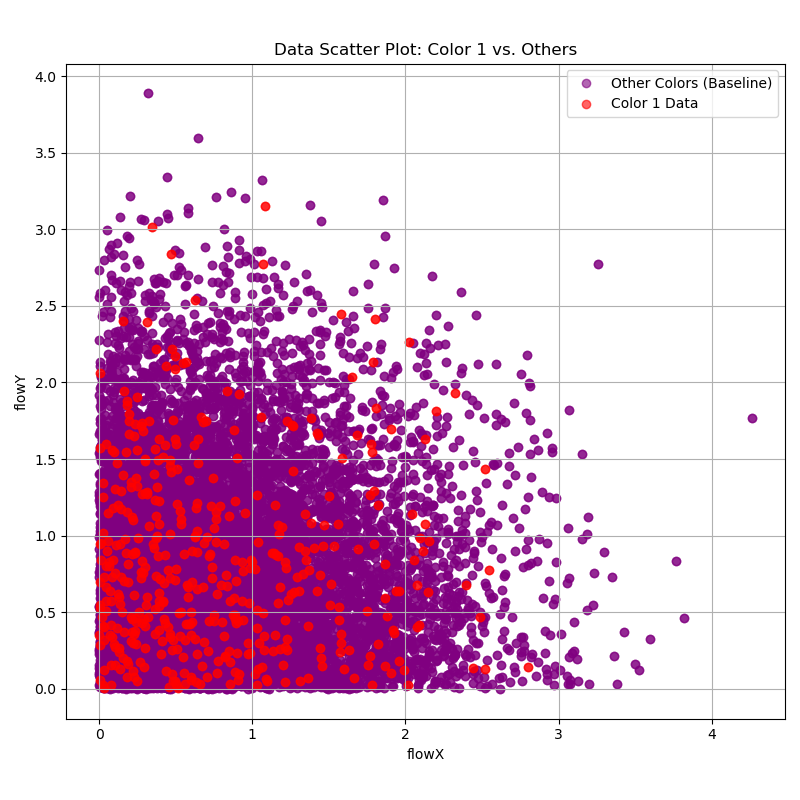 Data Scatter Plot: Color 1 vs. Others
Other Colors (Baseline)
Color 1 Data
4.0
3.5
3.0
2.5
2.0
1.5
1.0
0.5
0.0
flowY
0 1 2 3 4
flowX